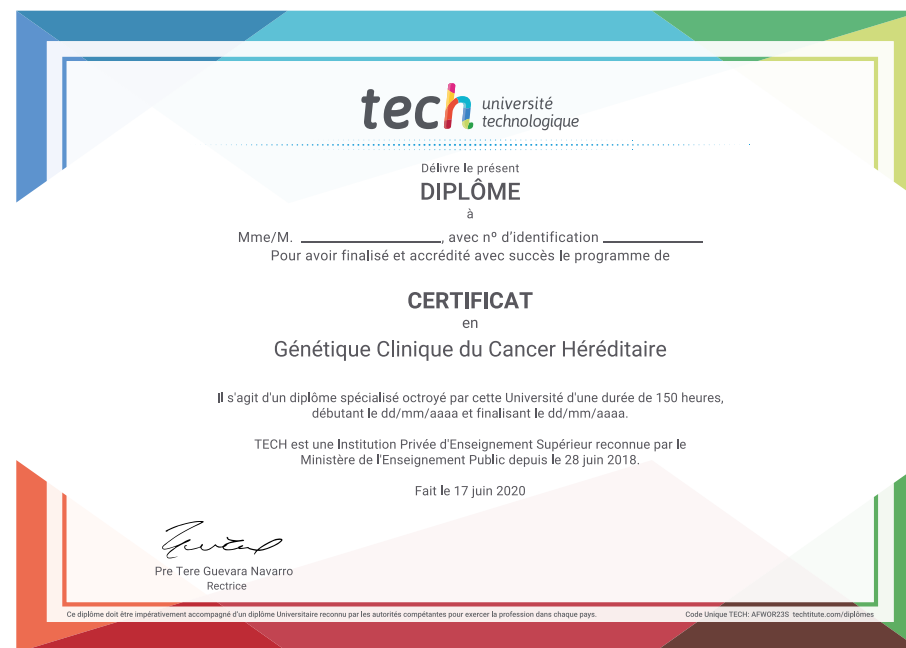 tech université
technologique
Délivre le présent
DIPLÔME
à
Mme/M. ____________________, avec nº d'identification ______________
Pour avoir finalisé et accrédité avec succès le programme de
CERTIFICAT
en
Génétique Clinique du Cancer Héréditaire
Il s'agit d'un diplôme spécialisé octroyé par cette Université d'une durée de 150 heures,
débutant le dd/mm/aaaa et finalisant le dd/mm/aaaa.
TECH est une Institution Privée d'Enseignement Supérieur reconnue par le
Ministère de l'Enseignement Public depuis le 28 juin 2018.
Fait le 17 juin 2020
Pre Tere Guevara Navarro
Rectrice
Ce diplôme doit être impérativement accompagné d'un diplôme Universitaire reconnu par les autorités compétentes pour exercer la profession dans chaque pays.
Code Unique TECH: AFWOR23S techtitute.com/diplômes